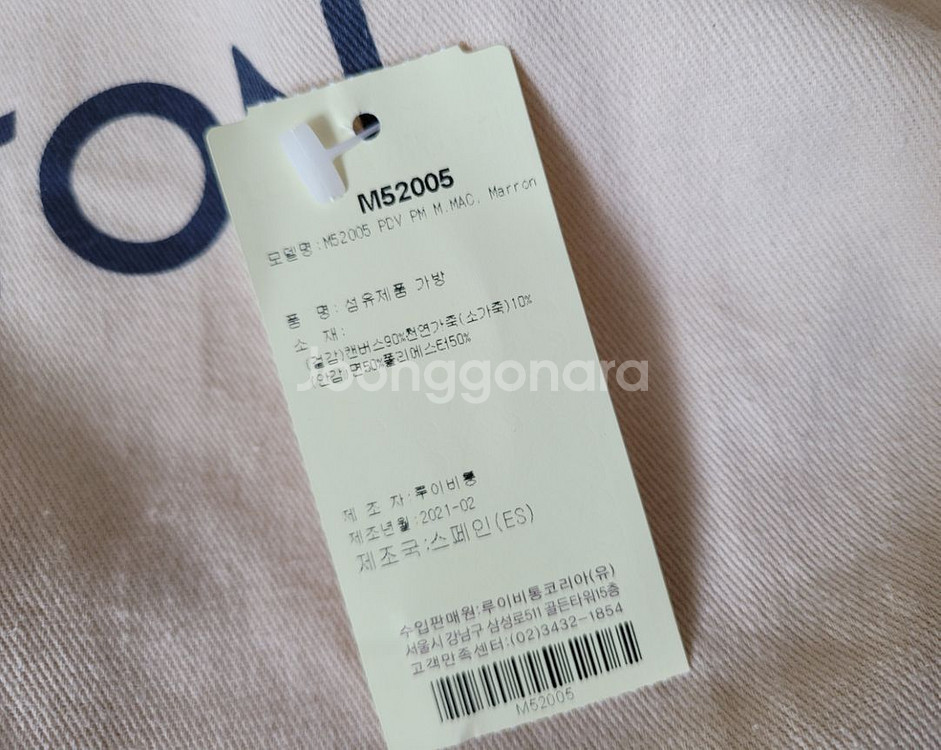 TON
M52005
모델명:M52005 PDV PM M.MAC. Marron
품 명: 섬유제품 가방
소 재:
(겉감)캔버스90%천연가죽(소가죽)10%
(안감)면50%폴리에스터50%
Joonggonara
제 조 자:루이비통
제조년월:2021-02
제조국:스페인(ES)
수입판매원:루이비통코리아(유)
서울시 강남구 삼성로511 골든타워15층
고객만족센터:(02)3432-1854
M52005